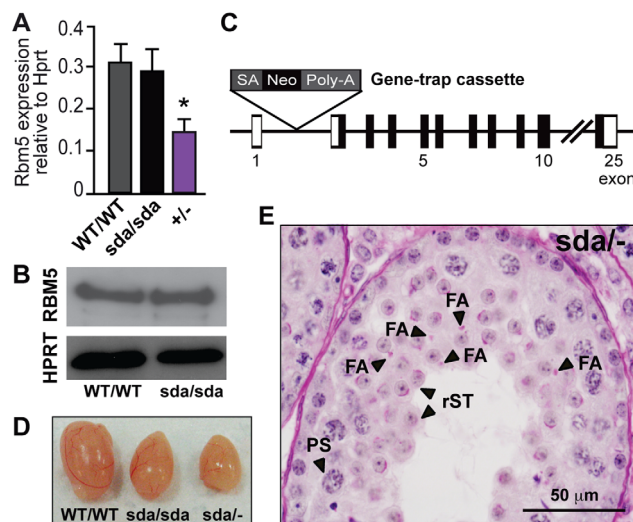 A
Rbm5 expression
relative to Hprt
0.4
0.3
0.2
0.1
0
*
WT/WT
sda/sda
+/-
B
RBM5
HPRT
WT/WT sda/sda
C
SA Neo Poly-A
Gene-trap cassette
1 5 10 25
exon
D
WT/WT sda/sda sda/-
E
sda/-
FA
FA
FA
FA
FA
rST
PS
50 μm